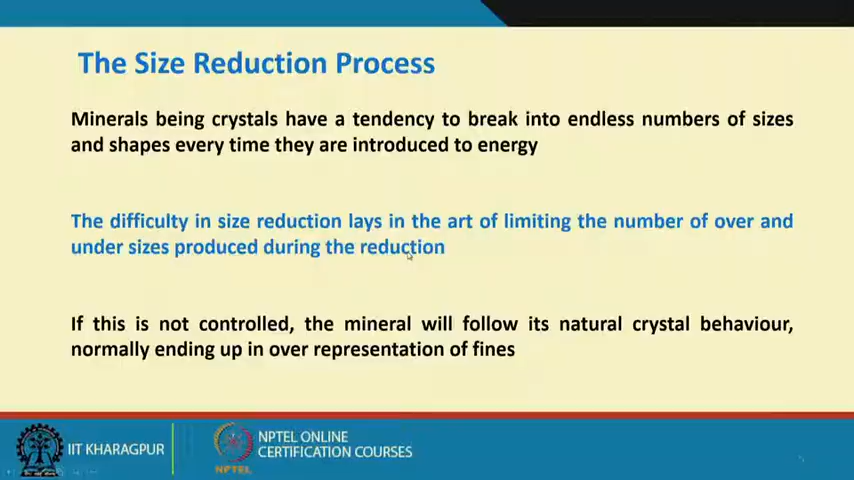 The Size Reduction Process
Minerals being crystals have a tendency to break into endless numbers of sizes
and shapes every time they are introduced to energy
The difficulty in size reduction lays in the art of limiting the number of over and
under sizes produced during the reduction
If this is not controlled, the mineral will follow its natural crystal behaviour,
normally ending up in over representation of fines
IIT KHARAGPUR
NPTEL
NPTEL ONLINE
CERTIFICATION COURSES